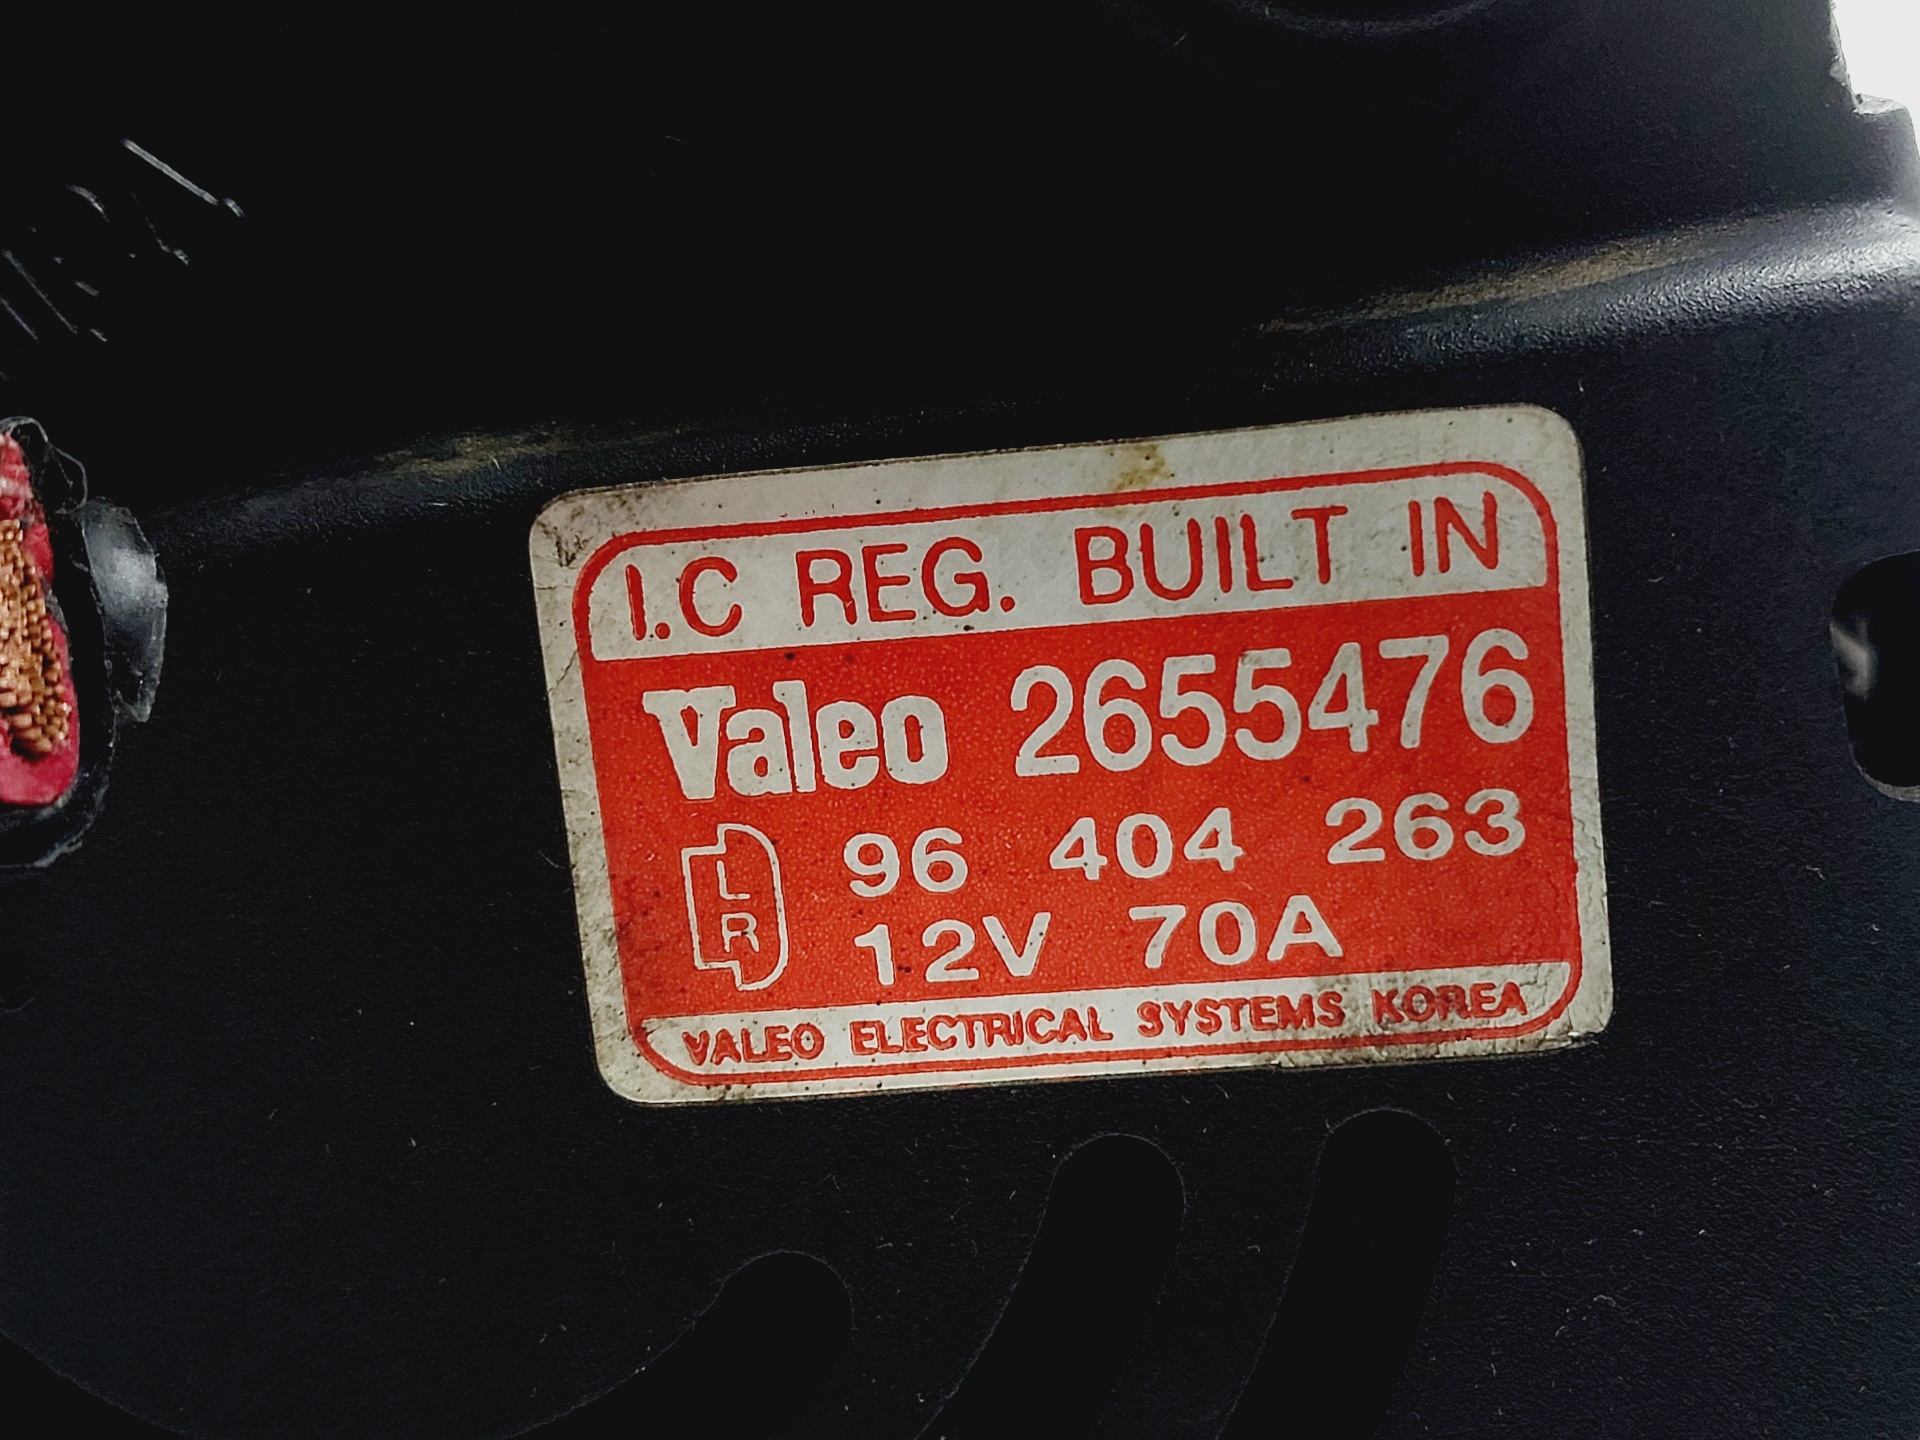 I.C REG. BUILT IN
Valeo 2655476
L 96 404 263
R 12V 70A
VALEO ELECTRICAL SYSTEMS KOREA